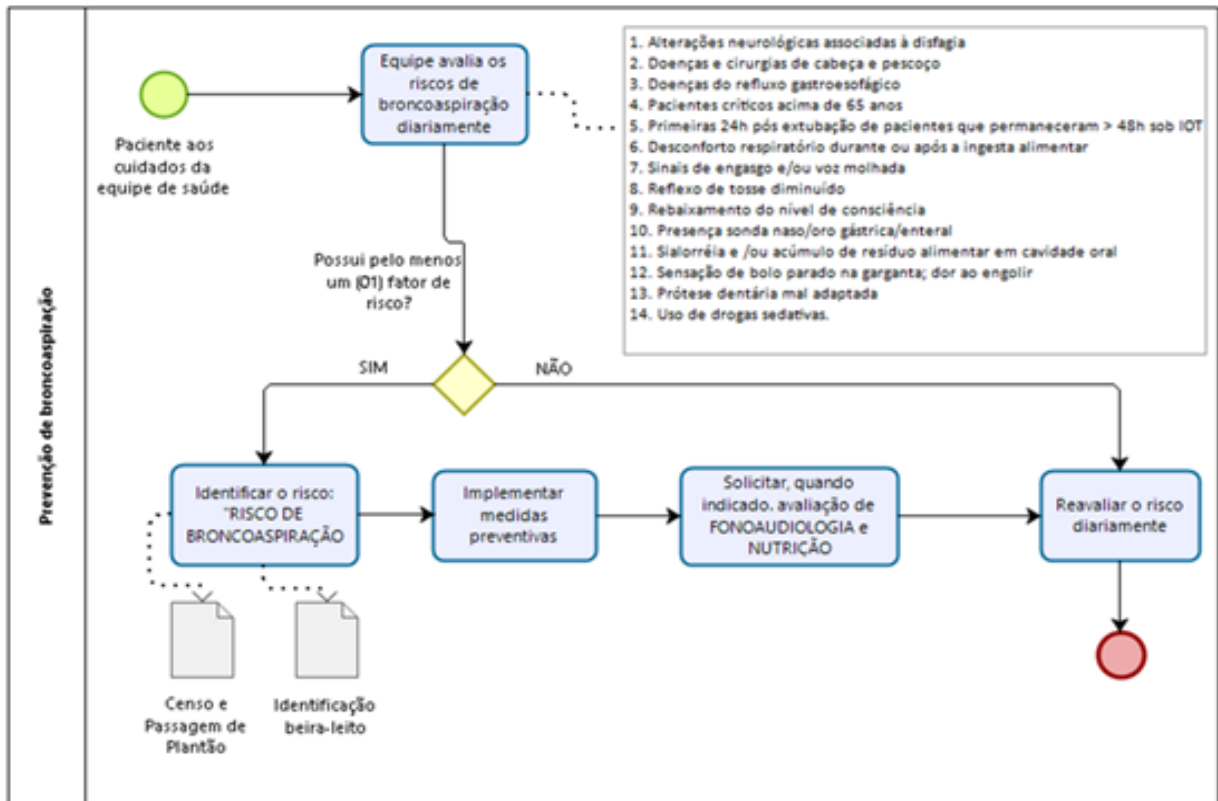 Prevenção de broncoaspiração
Paciente aos
cuidados da
equipe de saúde
Equipe avalia os
riscos de
broncoaspiração
diariamente
1. Alterações neurológicas associadas à disfagia
2. Doenças e cirurgias de cabeça e pescoço
3. Doenças do refluxo gastroesofágico
4. Pacientes críticos acima de 65 anos
5. Primeiras 24h pós extubação de pacientes que permaneceram > 48h sob IOT
6. Desconforto respiratório durante ou após a ingesta alimentar
7. Sinais de engasgo e/ou voz molhada
8. Reflexo de tosse diminuído
9. Rebaixamento do nível de consciência
10. Presença sonda naso/oro gástrica/enteral
11. Sialorréia e /ou acúmulo de resíduo alimentar em cavidade oral
12. Sensação de bolo parado na garganta; dor ao engolir
13. Prótese dentária mal adaptada
14. Uso de drogas sedativas.
Possui pelo menos
um (01) fator de
risco?
SIM
NÃO
Identificar o risco:
"RISCO DE
BRONCOASPIRAÇÃO
Implementar
medidas
preventivas
Solicitar, quando
indicado. avaliação de
FONOAUDIOLOGIA e
NUTRIÇÃO
Reavaliar o risco
diariamente
Censo e
Passagem de
Plantão
Identificação
beira-leito